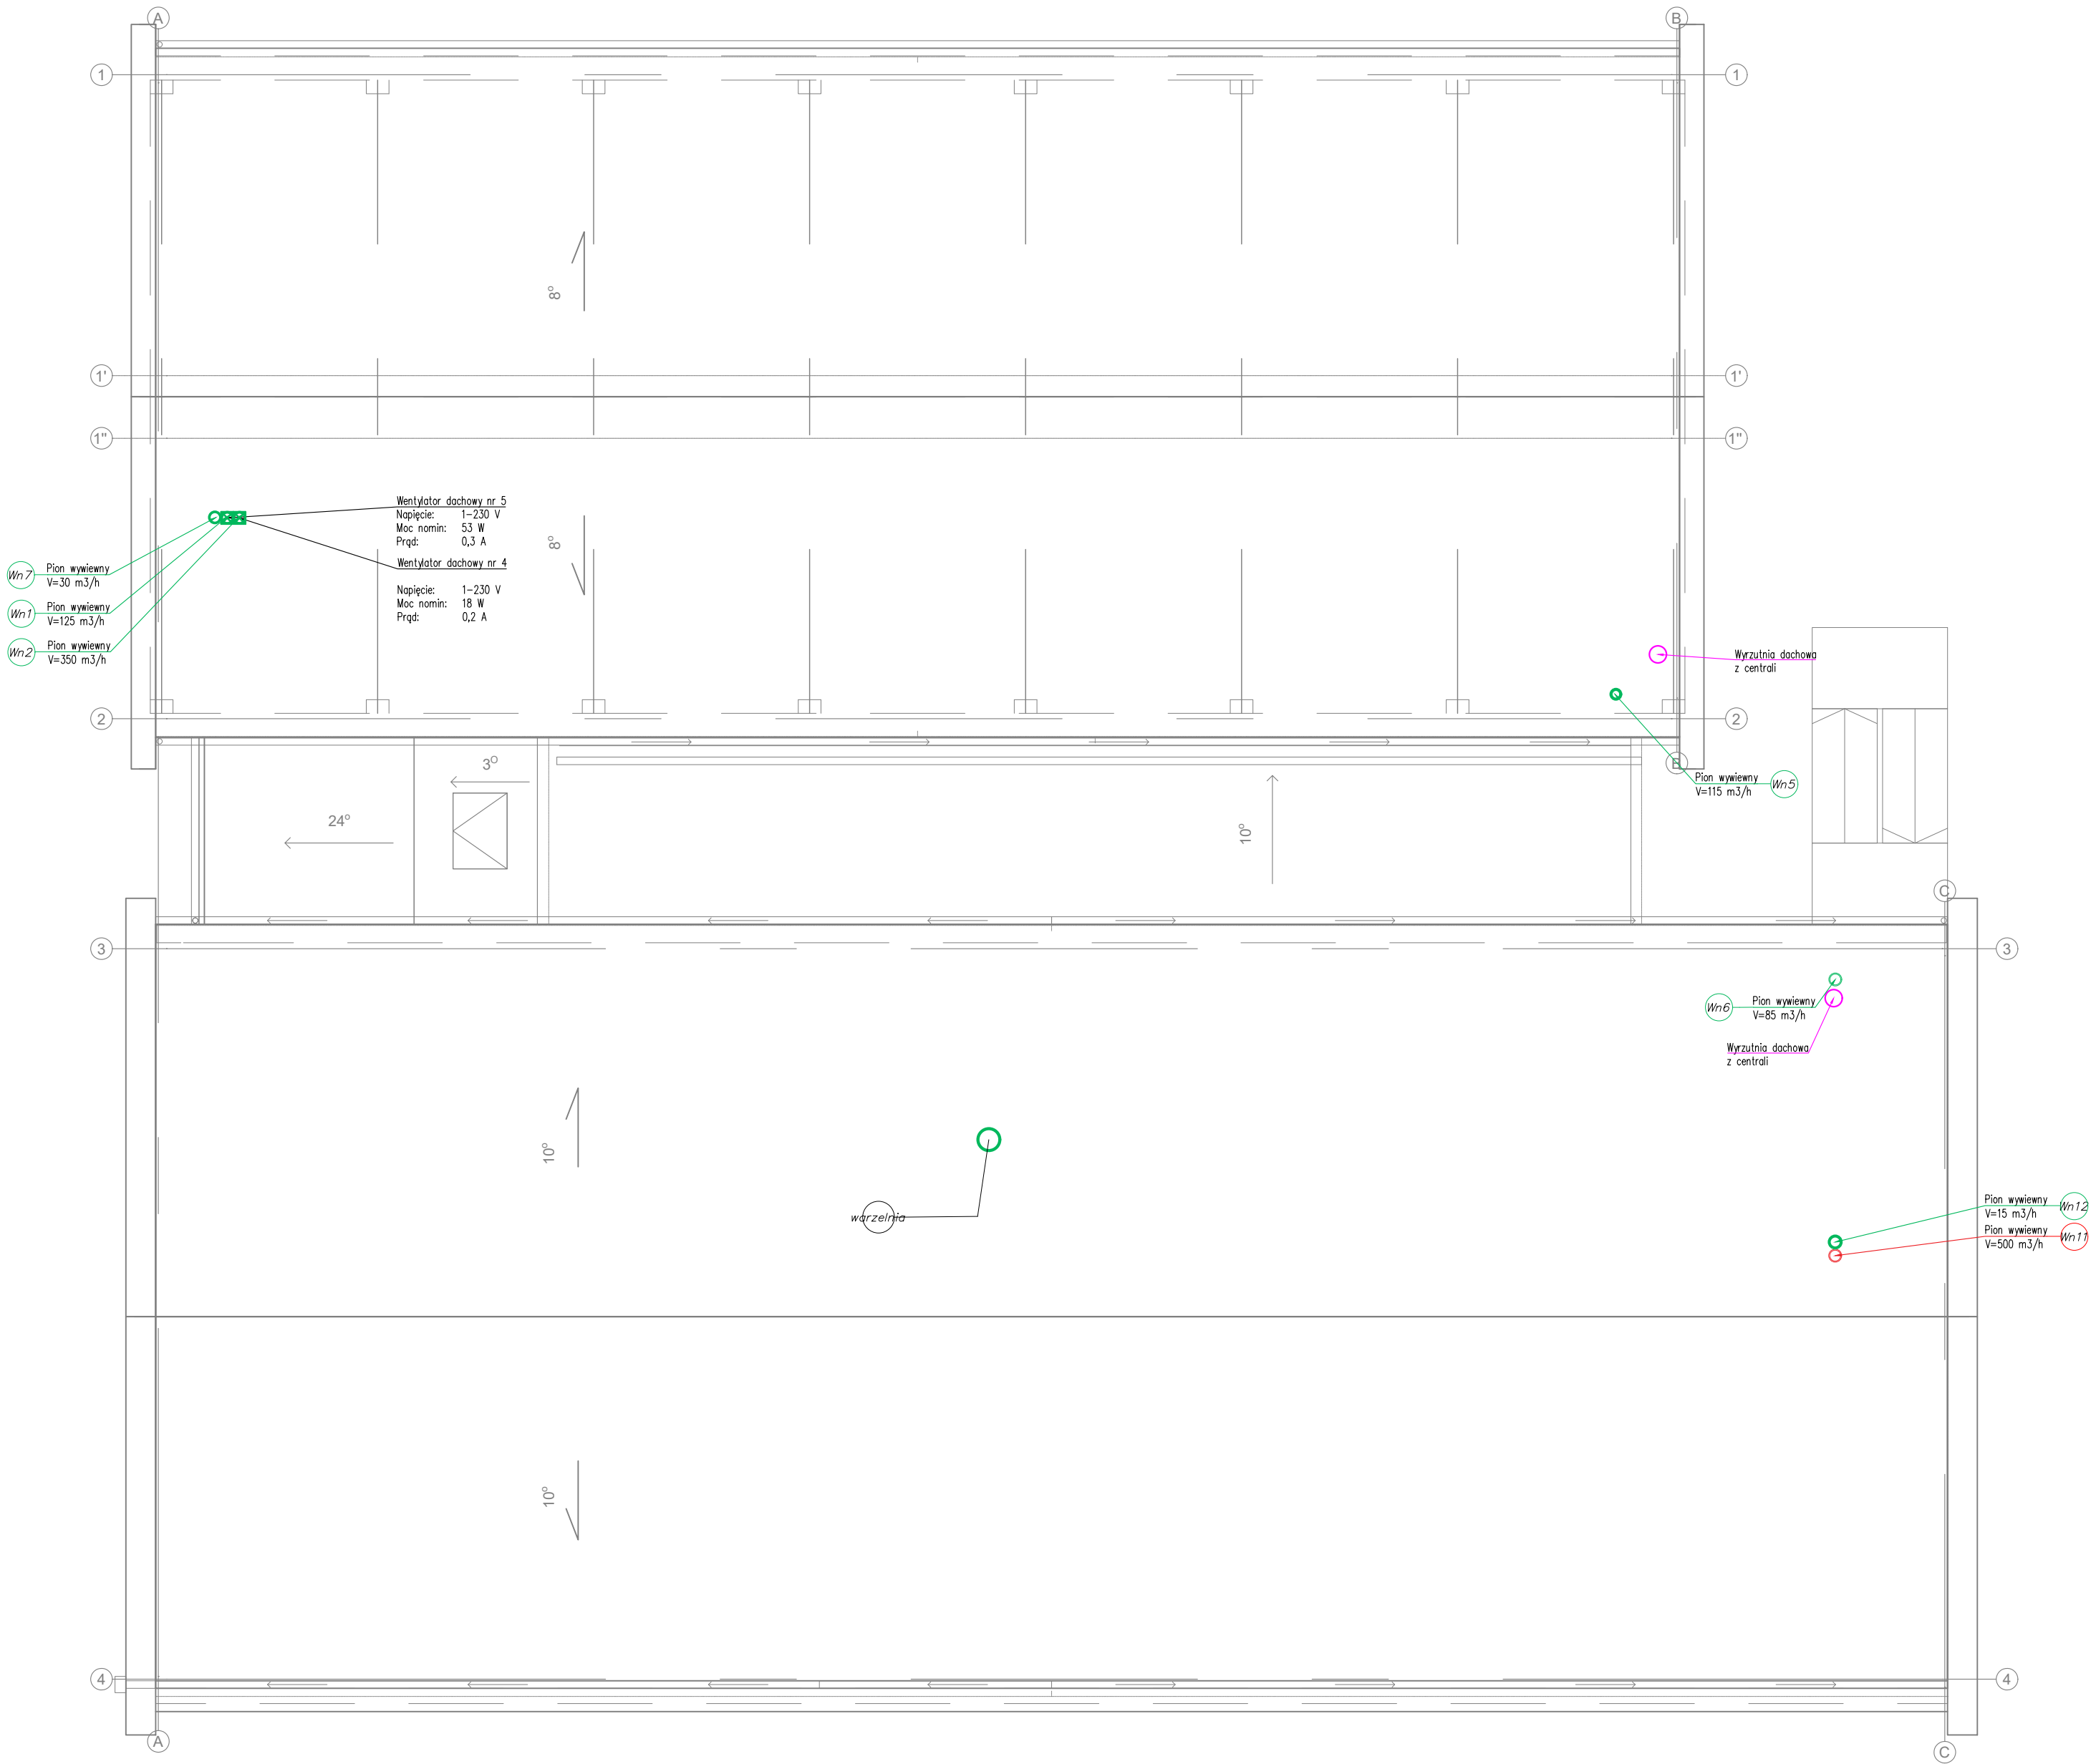 A
B
1
1
8°
1'
1'
1"
1"
Wentylator dachowy nr 5
Napięcie: 1-230 V
Moc nomin: 53 W
Prąd: 0,3 A
8°
Wentylator dachowy nr 4
Napięcie: 1-230 V
Moc nomin: 18 W
Prąd: 0,2 A
Wn7
Pion wywiewny
V=30 m3/h
Wn1
Pion wywiewny
V=125 m3/h
Wn2
Pion wywiewny
V=350 m3/h
Wyrzutnia dachowa
z centrali
2
2
3°
B
Pion wywiewny
V=115 m3/h
Wn5
24°
10°
C
3
3
Wn6
Pion wywiewny
V=85 m3/h
Wyrzutnia dachowa
z centrali
10°
warzelnia
Pion wywiewny
V=15 m3/h
Wn12
Pion wywiewny
V=500 m3/h
Wn11
10°
4
4
A
C